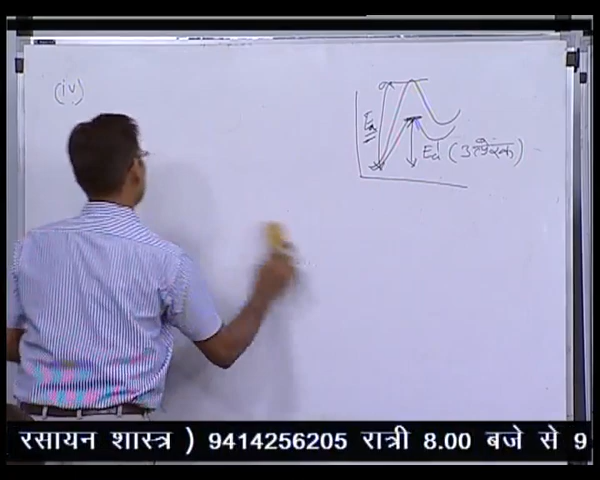 (iv)
Ea
Ea' (उत्प्रेरक)
रसायन शास्त्र ) 9414256205 रात्री 8.00 बजे से 9